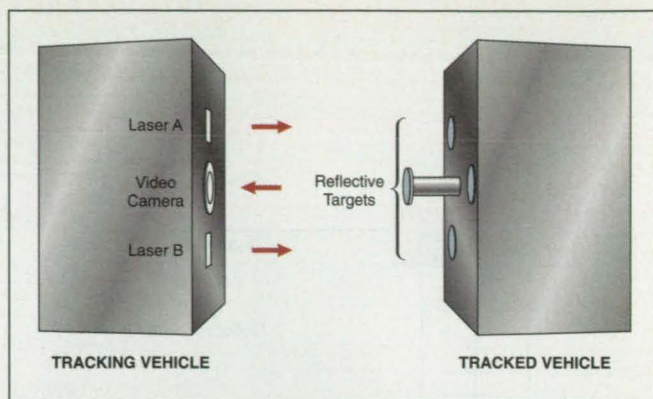 Laser A
Video
Camera
Laser B
Reflective
Targets
TRACKING VEHICLE
TRACKED VEHICLE